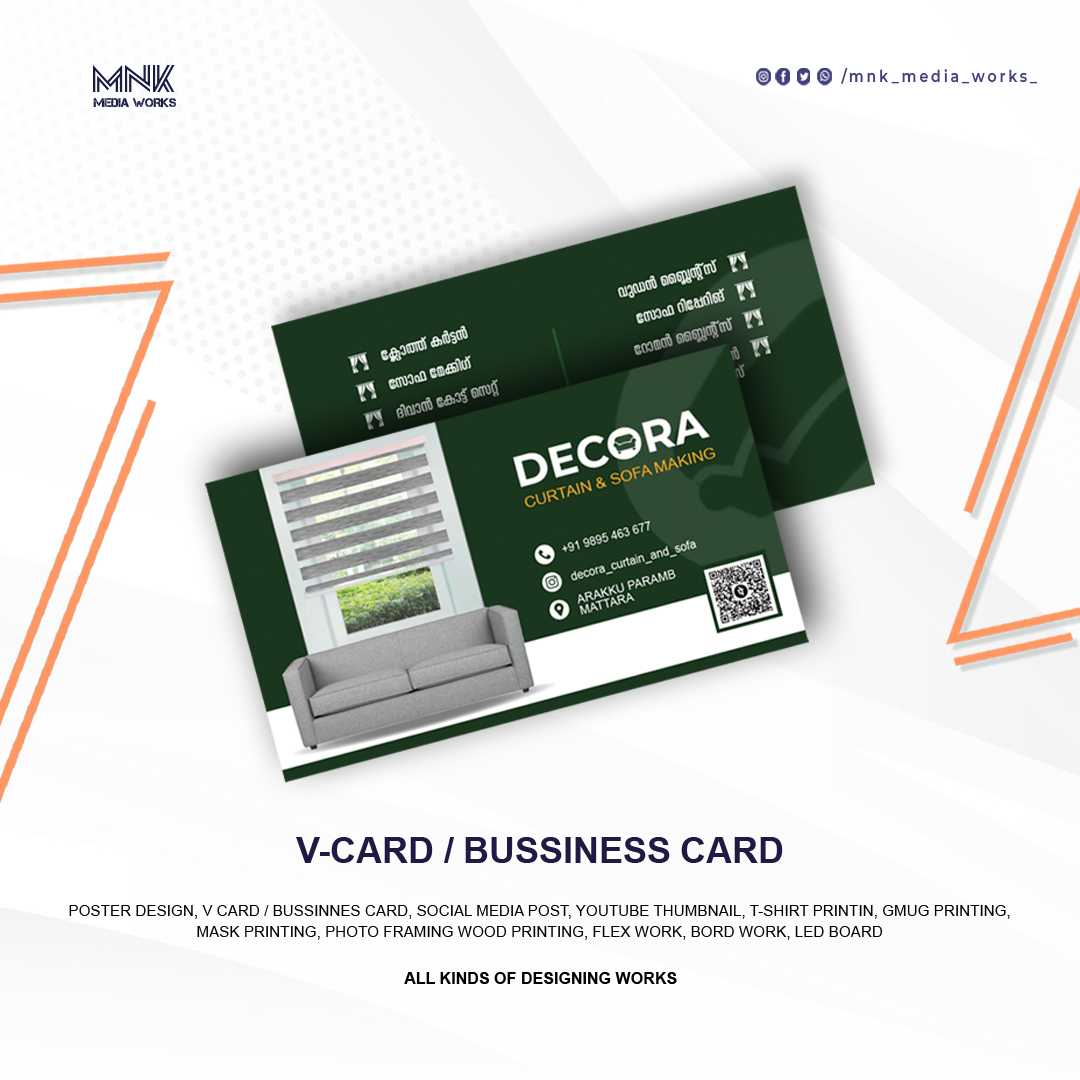 MNK
MEDIA WORKS
/mnk_media_works_
ക്ലോത്ത് കർട്ടൻ
സോഫ മേക്കിഗ്
ദിവാൻ കോട്ട് സെറ്റ്
വുഡൻ ബ്ലൈന്റ്സ്
സോഫ റിപ്പേറിങ്
റോമൻ ബ്ലൈന്റ്സ്
DECORA
CURTAIN & SOFA MAKING
+91 9895 463 677
decora_curtain_and_sofa
ARAKKU PARAMB
MATTARA
V-CARD / BUSSINESS CARD
POSTER DESIGN, V CARD / BUSSINNES CARD, SOCIAL MEDIA POST, YOUTUBE THUMBNAIL, T-SHIRT PRINTIN, GMUG PRINTING,
MASK PRINTING, PHOTO FRAMING WOOD PRINTING, FLEX WORK, BORD WORK, LED BOARD
ALL KINDS OF DESIGNING WORKS